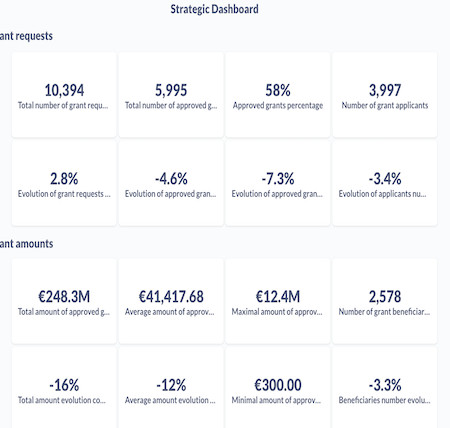 Strategic Dashboard
ant requests
10,394
Total number of grant requ...
5,995
Total number of approved g...
58%
Approved grants percentage
3,997
Number of grant applicants
2.8%
Evolution of grant requests ...
-4.6%
Evolution of approved gran...
-7.3%
Evolution of approved gran...
-3.4%
Evolution of applicants nu...
ant amounts
€248.3M
Total amount of approved g...
€41,417.68
Average amount of approv...
€12.4M
Maximal amount of approv...
2,578
Number of grant beneficiar...
-16%
Total amount evolution co...
-12%
Average amount evolution ...
€300.00
Minimal amount of approv...
-3.3%
Beneficiaries number evolu...